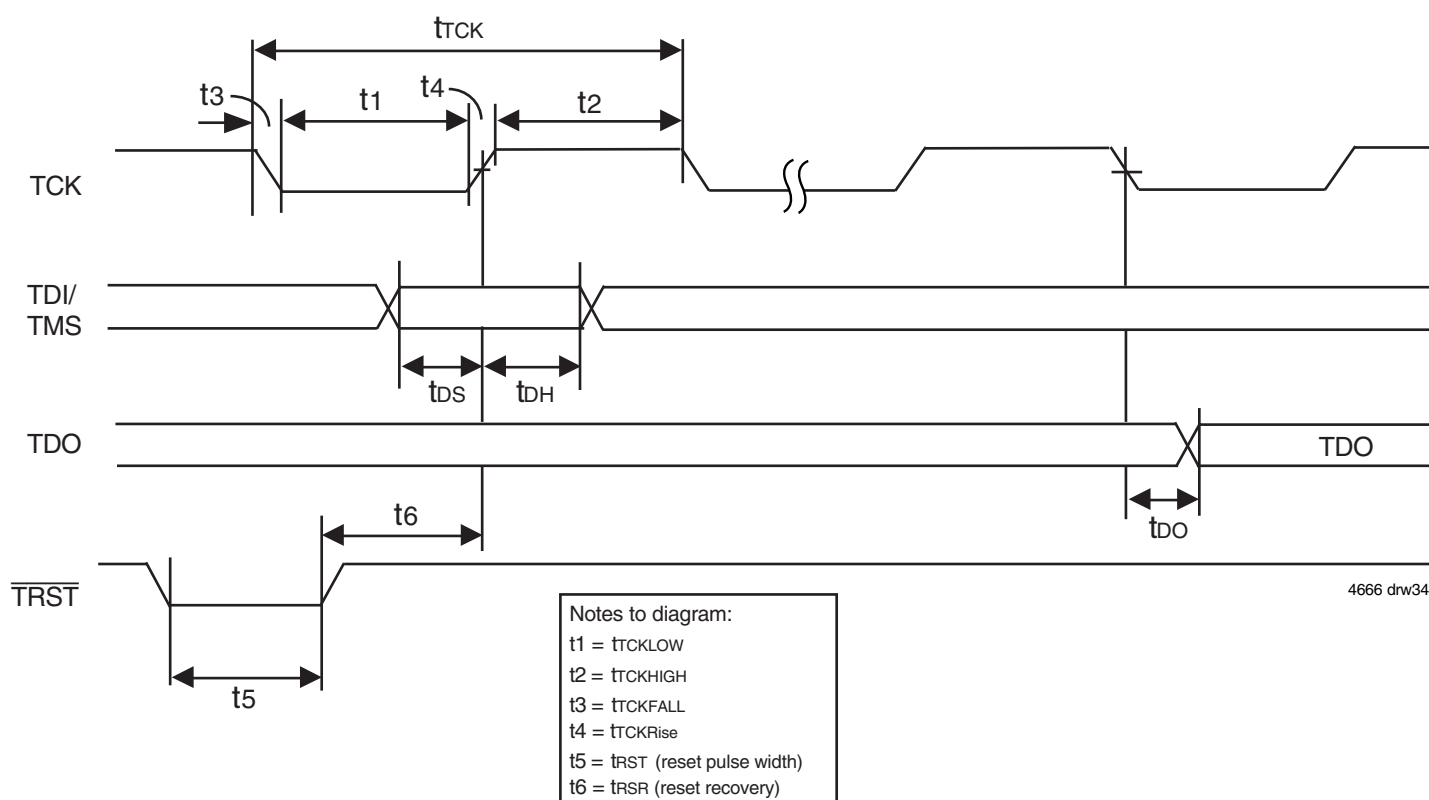 tTCK
t3
t1
t4
t2
TCK
TDI/
TMS
tDS
tDH
TDO
TDO
tDO
t6
TRST
4666 drw34
t5
Notes to diagram:
t1 = tTCKLOW
t2 = tTCKHIGH
t3 = tTCKFALL
t4 = tTCKRise
t5 = tRST (reset pulse width)
t6 = tRSR (reset recovery)